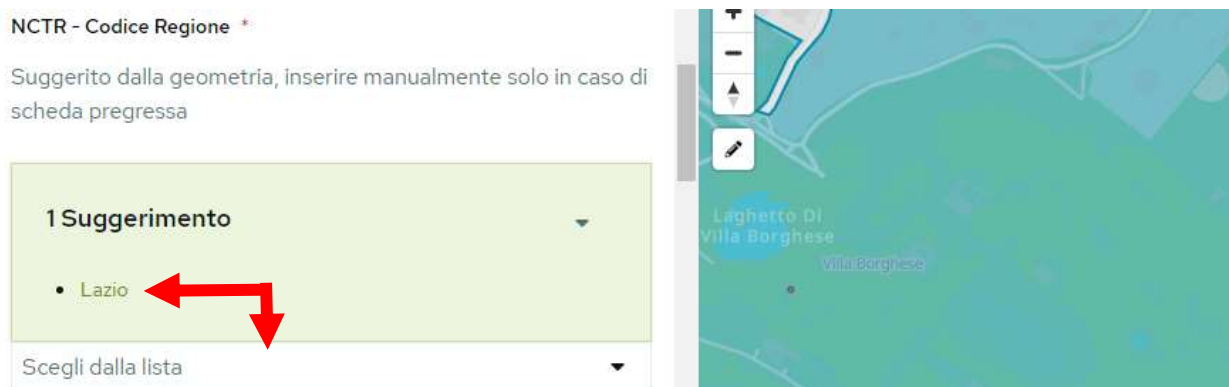 NCTR - Codice Regione *
Suggerito dalla geometria, inserire manualmente solo in caso di
scheda pregressa
1 Suggerimento
• Lazio
Scegli dalla lista
Laghetto Di
Villa Borghese
Villa Borghese